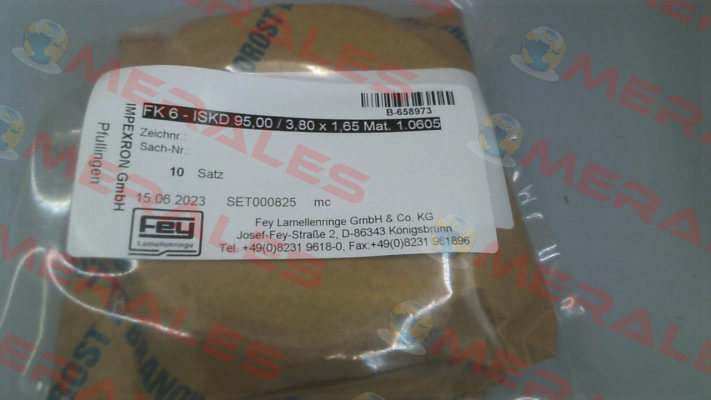 FK 6 - ISKD 95,00 / 3,80 x 1,65 Mat. 1.0605
B-658973
Zeichnr.:
Sach-Nr.:
10 Satz
15.06.2023 SET000825 mc
IMPEXRON GmbH
Pfullingen
Fey
Lamellenringe
Fey Lamellenringe GmbH & Co. KG
Josef-Fey-Straße 2, D-86343 Königsbrunn
Tel. +49(0)8231 9618-0, Fax:+49(0)8231 961896
BRANOROST
MERALES
MERALES
MERALES
MERALES